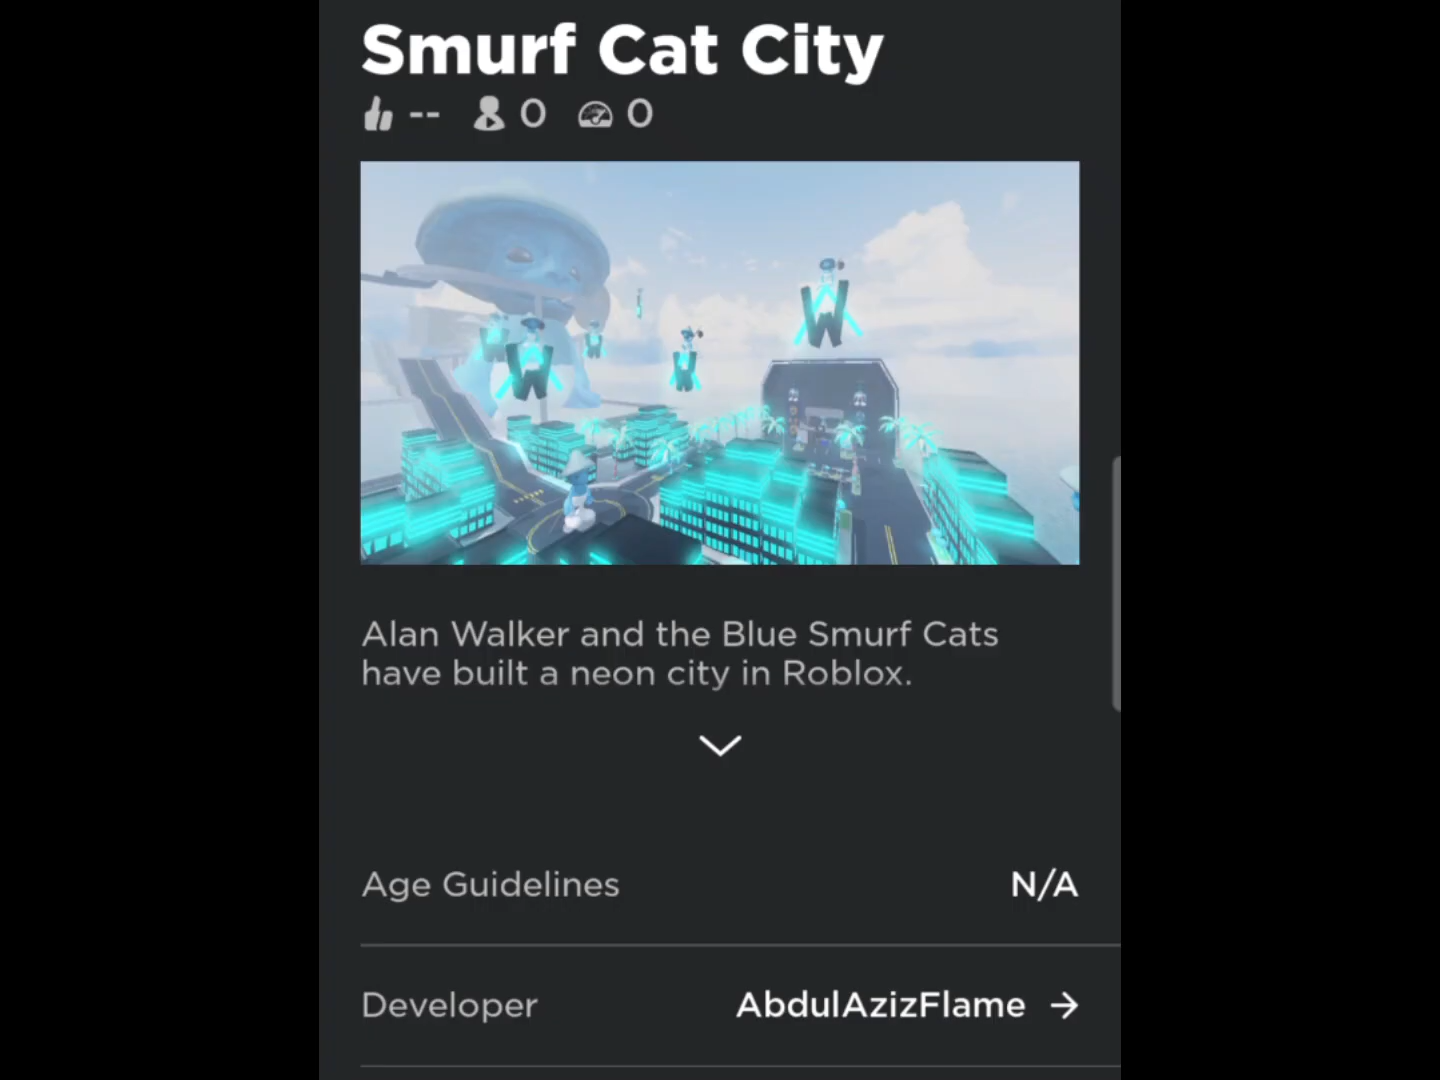 Smurf Cat City
-- 0 0
Alan Walker and the Blue Smurf Cats
have built a neon city in Roblox.
Age Guidelines N/A
Developer AbdulAzizFlame →